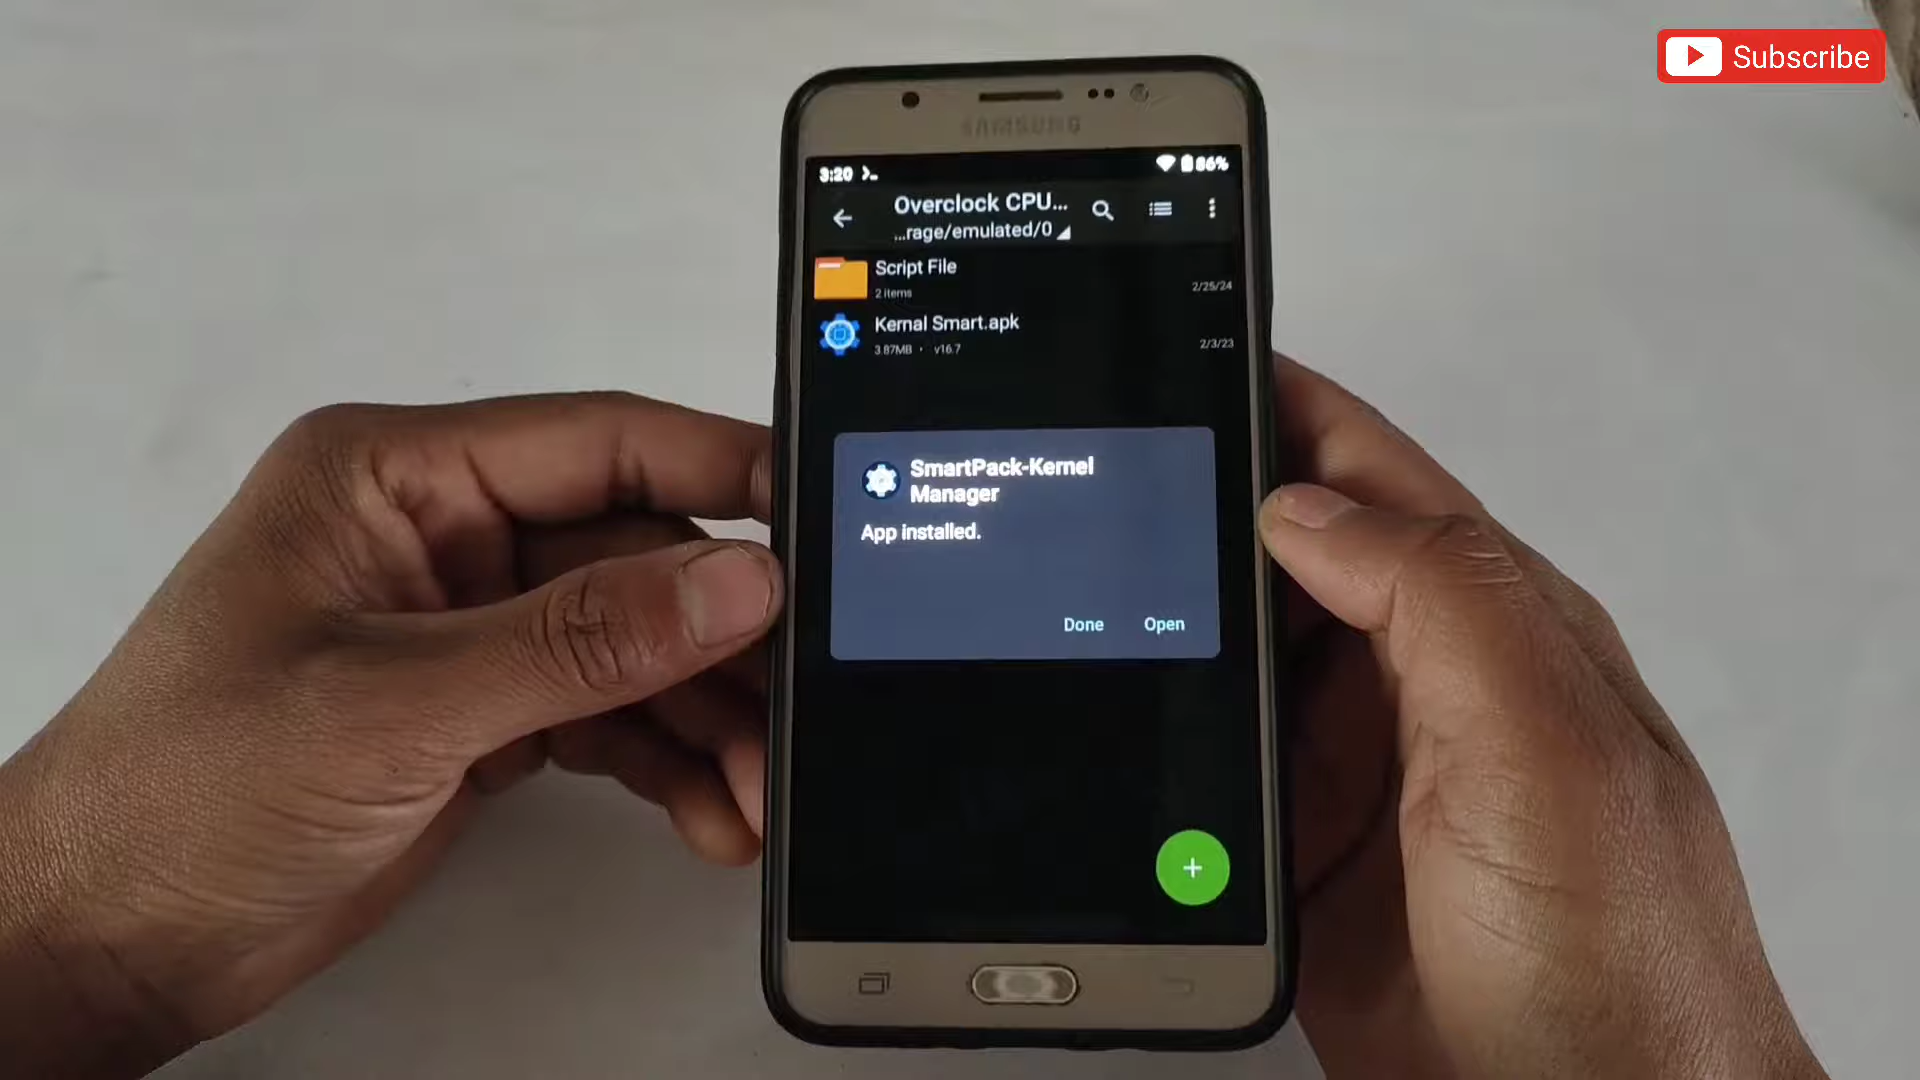 Subscribe
SAMSUNG
3:20
86%
Overclock CPU...
...rage/emulated/0
Script File
2 items
2/25/24
Kernal Smart.apk
3.87MB · v16.7
2/3/23
SmartPack-Kernel
Manager
App installed.
Done
Open